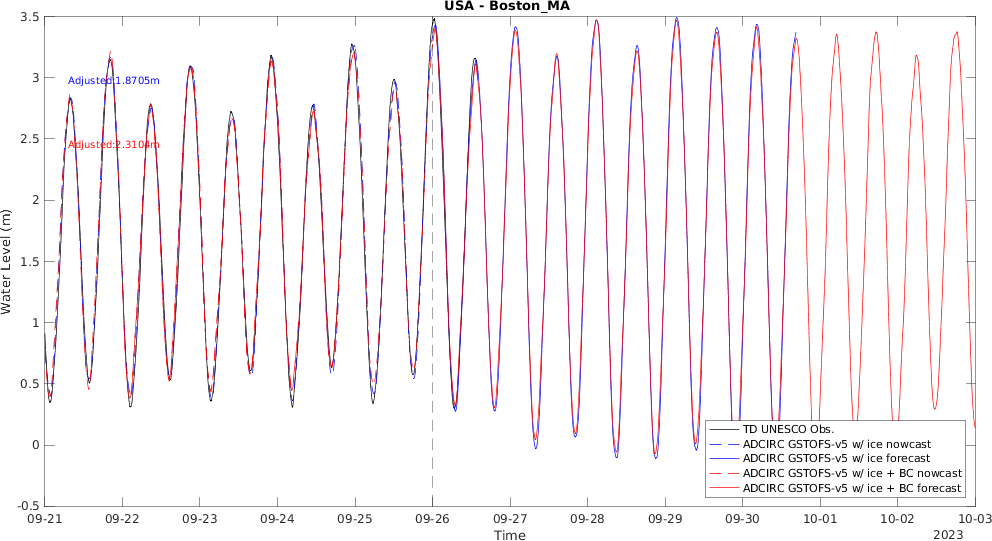 USA - Boston_MA
3.5
3
2.5
2
1.5
1
0.5
0
-0.5
Water Level (m)
Adjusted:1.8705m
Adjusted:2.3104m
TD UNESCO Obs.
ADCIRC GSTOFS-v5 w/ ice nowcast
ADCIRC GSTOFS-v5 w/ ice forecast
ADCIRC GSTOFS-v5 w/ ice + BC nowcast
ADCIRC GSTOFS-v5 w/ ice + BC forecast
09-21 09-22 09-23 09-24 09-25 09-26 09-27 09-28 09-29 09-30 10-01 10-02 10-03
Time
2023